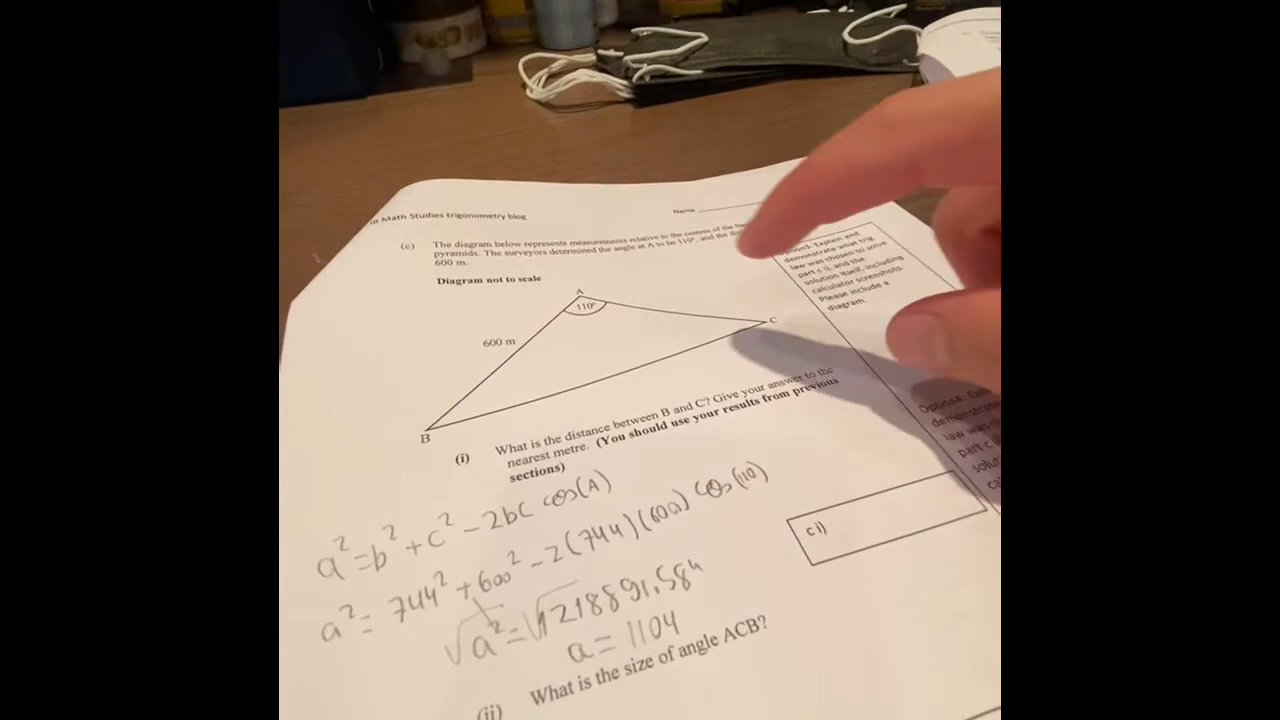 Math Studies trigonometry blog
Name
(c) The diagram below represents measurements relative to the centres of the
pyramids. The surveyors determined the angle at A to be 110°, and the
600 m.
Diagram not to scale
A
110°
C
600 m
B
(i) What is the distance between B and C? Give your answer to the
nearest metre. (You should use your results from previous
sections)
a²=b²+c²-2bc cos(A)
a²= 744²+600²-2(744)(600) cos(110)
√a²=√1218891.584
a= 1104
(ii) What is the size of angle ACB?
Explain and
demonstrate what trig
law was chosen to solve
part c ii, and the
solution itself, including
calculator screenshots.
Please include a
diagram.
law was
part c
c i)